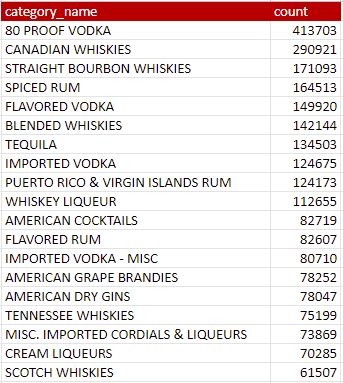 category_name count
80 PROOF VODKA 413703
CANADIAN WHISKIES 290921
STRAIGHT BOURBON WHISKIES 171093
SPICED RUM 164513
FLAVORED VODKA 149920
BLENDED WHISKIES 142144
TEQUILA 134503
IMPORTED VODKA 124675
PUERTO RICO & VIRGIN ISLANDS RUM 124173
WHISKEY LIQUEUR 112655
AMERICAN COCKTAILS 82719
FLAVORED RUM 82607
IMPORTED VODKA - MISC 80710
AMERICAN GRAPE BRANDIES 78252
AMERICAN DRY GINS 78047
TENNESSEE WHISKIES 75199
MISC. IMPORTED CORDIALS & LIQUEURS 73869
CREAM LIQUEURS 70285
SCOTCH WHISKIES 61507